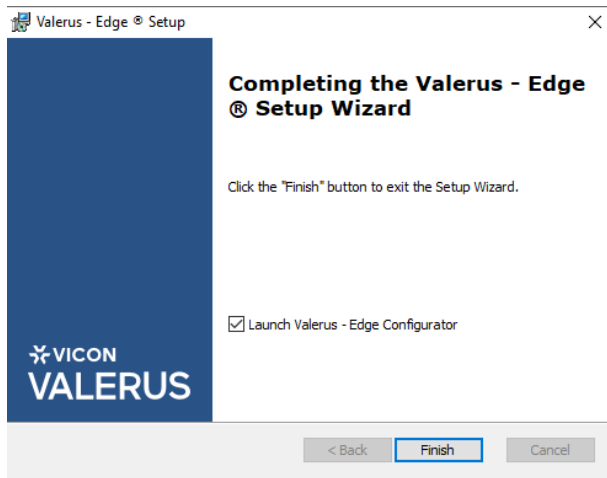 Valerus - Edge ® Setup
Completing the Valerus - Edge
® Setup Wizard
Click the "Finish" button to exit the Setup Wizard.
Launch Valerus - Edge Configurator
VICON
VALERUS
< Back
Finish
Cancel